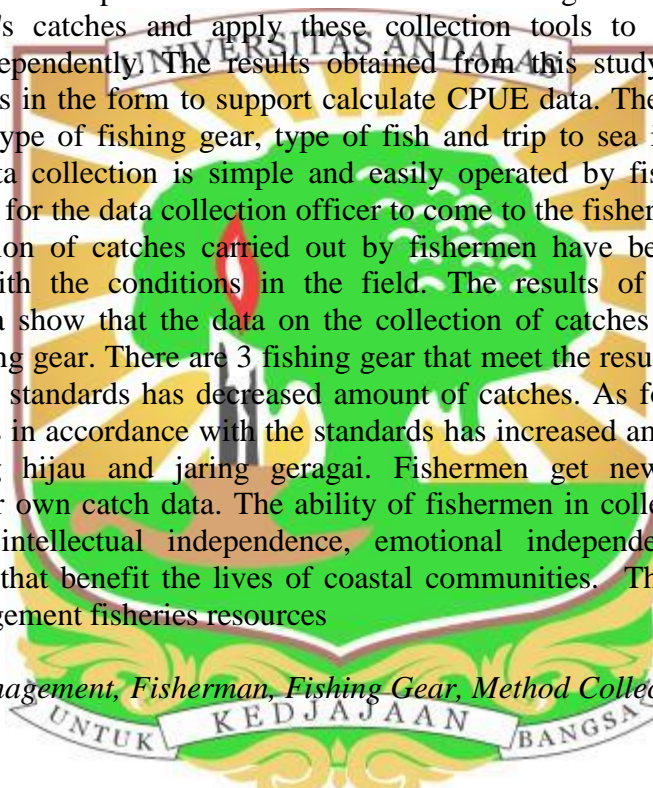 's catches and apply these collection tools to
UNIVERSITAS ANDALAS
ependently. The results obtained from this study
s in the form to support calculate CPUE data. The
ype of fishing gear, type of fish and trip to sea i
ta collection is simple and easily operated by fis
for the data collection officer to come to the fisher
ion of catches carried out by fishermen have be
ith the conditions in the field. The results of
a show that the data on the collection of catches
ng gear. There are 3 fishing gear that meet the resu
standards has decreased amount of catches. As fo
s in accordance with the standards has increased an
g hijau and jaring geragai. Fishermen get new
r own catch data. The ability of fishermen in colle
intellectual independence, emotional independe
that benefit the lives of coastal communities. Th
gement fisheries resources
nagement, Fisherman, Fishing Gear, Method Collec
UNTUK KEDJAJAAN BANGSA